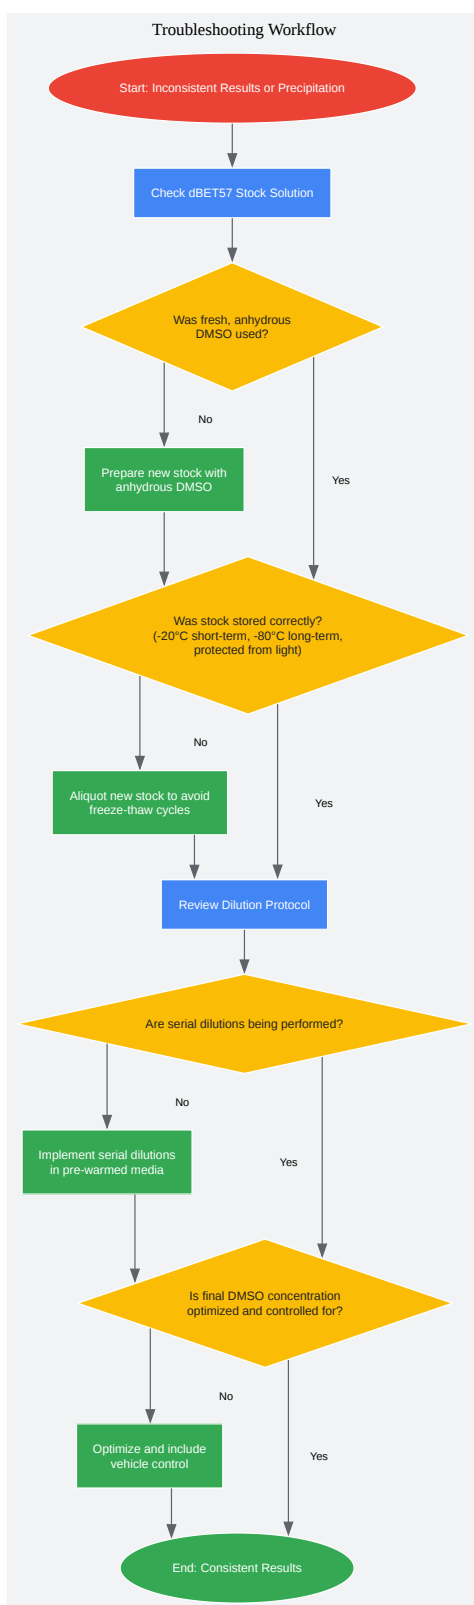 Troubleshooting Workflow
Start: Inconsistent Results or Precipitation
Check dBET57 Stock Solution
Was fresh, anhydrous
DMSO used?
No
Prepare new stock with
anhydrous DMSO
Yes
Was stock stored correctly?
(-20°C short-term, -80°C long-term,
protected from light)
No
Aliquot new stock to avoid
freeze-thaw cycles
Yes
Review Dilution Protocol
Are serial dilutions being performed?
No
Implement serial dilutions
in pre-warmed media
Yes
Is final DMSO concentration
optimized and controlled for?
No
Optimize and include
vehicle control
Yes
End: Consistent Results